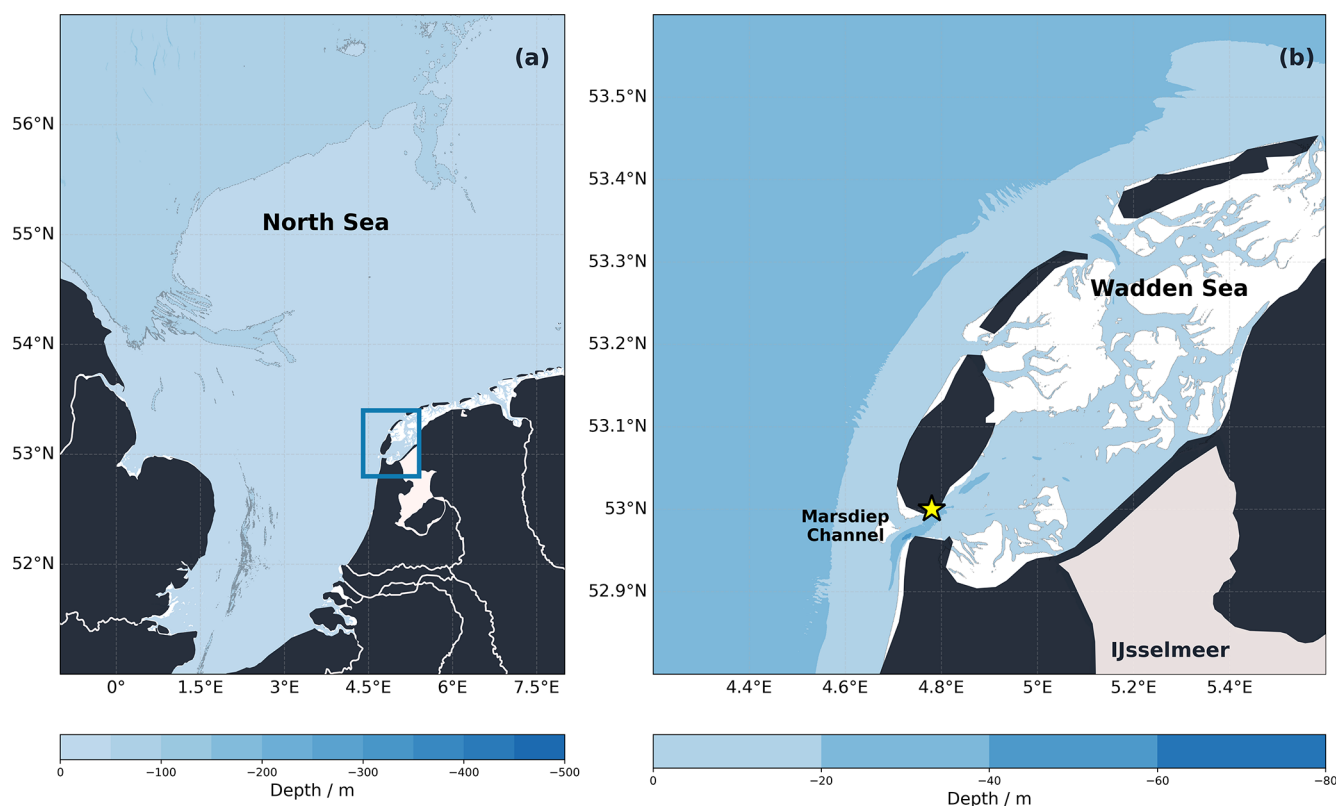 (a)
(b)
56°N
55°N
54°N
53°N
52°N
North Sea
0°
1.5°E
3°E
4.5°E
6°E
7.5°E
0
−100
−200
−300
−400
−500
Depth / m
53.5°N
53.4°N
53.3°N
53.2°N
53.1°N
53°N
52.9°N
Wadden Sea
Marsdiep
Channel
IJsselmeer
4.4°E
4.6°E
4.8°E
5°E
5.2°E
5.4°E
0
−20
−40
−60
−80
Depth / m